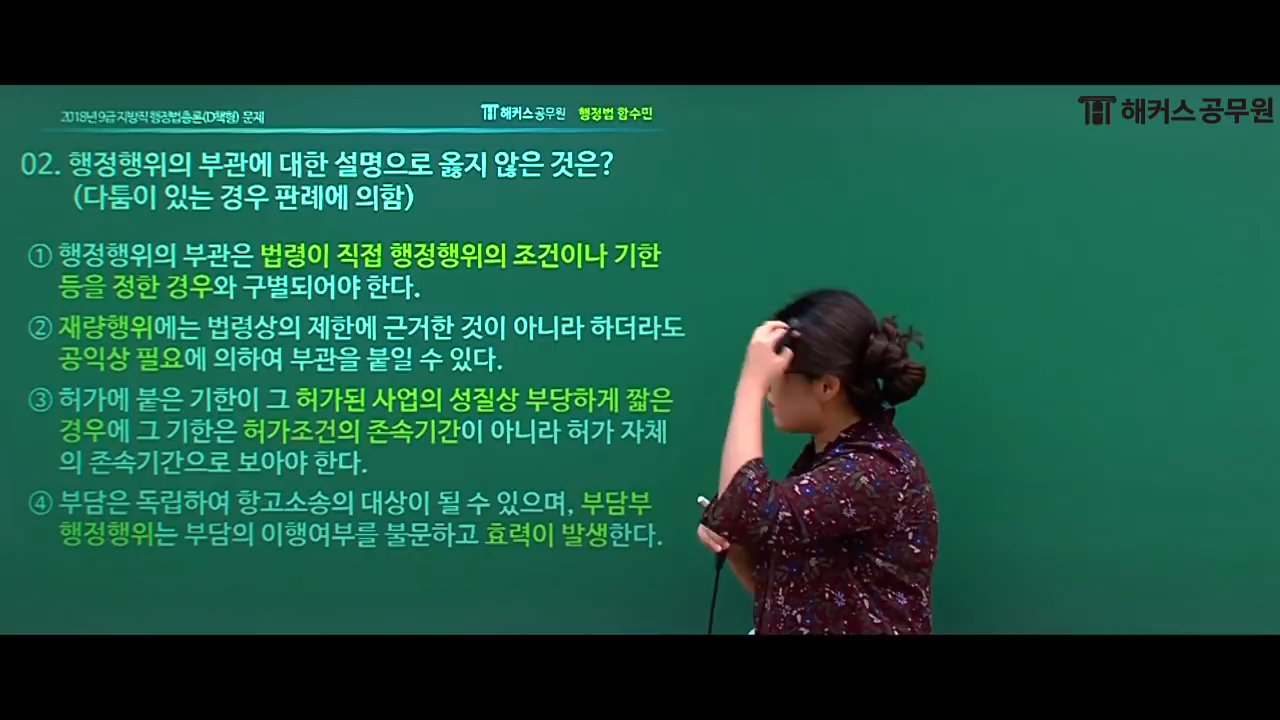 2018년 9급 지방직 행정법총론(D책형) 문제
해커스공무원 행정법 함수민
해커스공무원
02. 행정행위의 부관에 대한 설명으로 옳지 않은 것은?
(다툼이 있는 경우 판례에 의함)
① 행정행위의 부관은 법령이 직접 행정행위의 조건이나 기한
등을 정한 경우와 구별되어야 한다.
② 재량행위에는 법령상의 제한에 근거한 것이 아니라 하더라도
공익상 필요에 의하여 부관을 붙일 수 있다.
③ 허가에 붙은 기한이 그 허가된 사업의 성질상 부당하게 짧은
경우에 그 기한은 허가조건의 존속기간이 아니라 허가 자체
의 존속기간으로 보아야 한다.
④ 부담은 독립하여 항고소송의 대상이 될 수 있으며, 부담부
행정행위는 부담의 이행여부를 불문하고 효력이 발생한다.